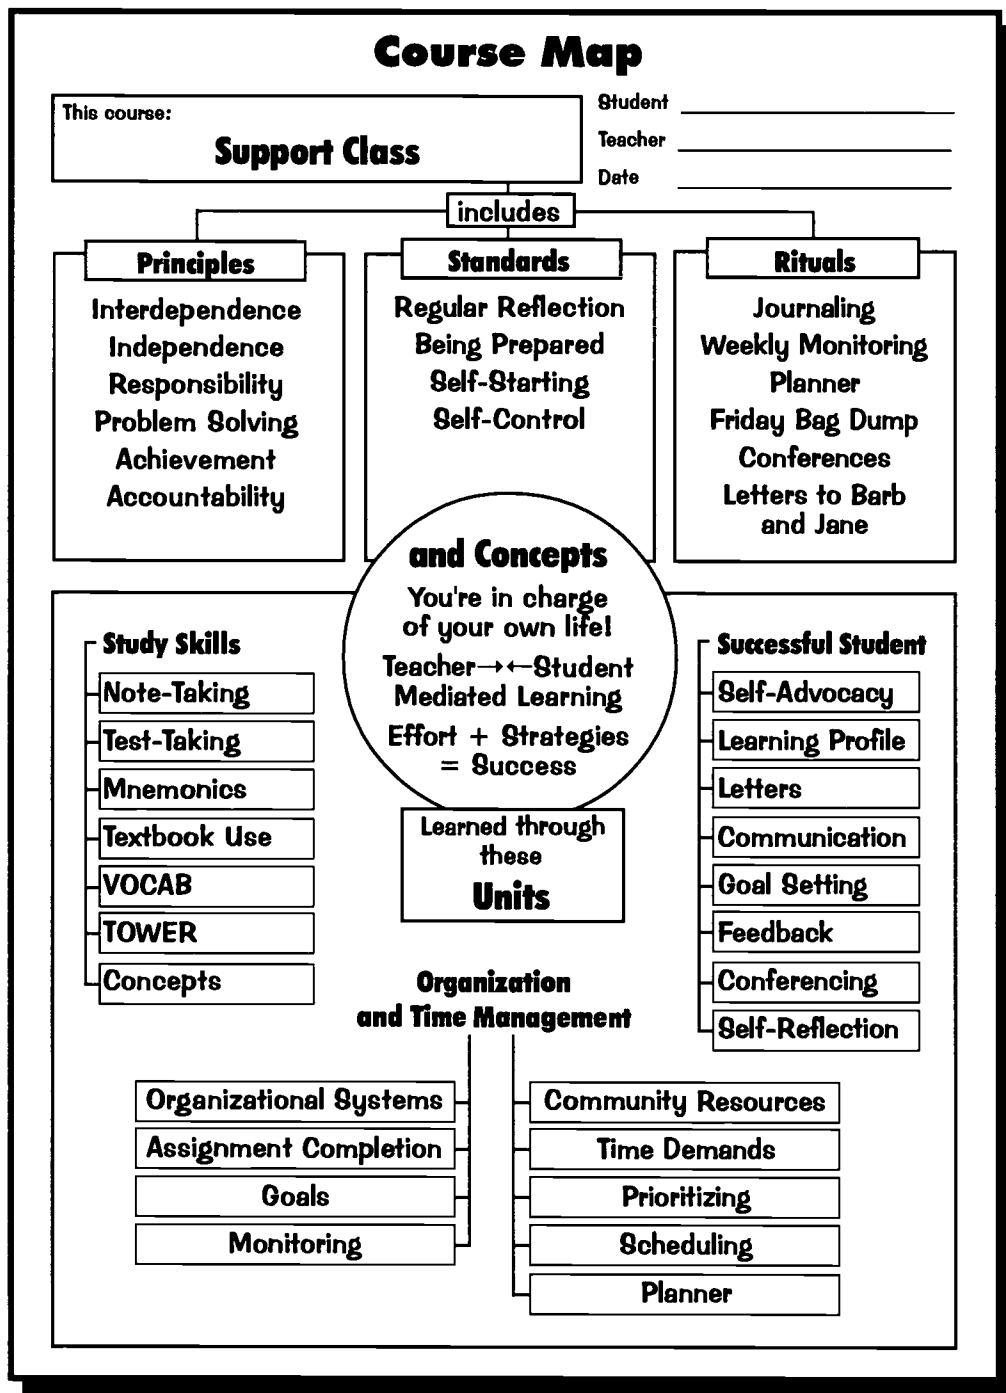 Course Map
This course:
Support Class
Student
Teacher
Date
includes
Principles
Interdependence
Independence
Responsibility
Problem Solving
Achievement
Accountability
Standards
Regular Reflection
Being Prepared
Self-Starting
Self-Control
Rituals
Journaling
Weekly Monitoring
Planner
Friday Bag Dump
Conferences
Letters to Barb
and Jane
and Concepts
You're in charge
of your own life!
Teacher→←Student
Mediated Learning
Effort + Strategies
= Success
Learned through
these
Units
Study Skills
Note-Taking
Test-Taking
Mnemonics
Textbook Use
VOCAB
TOWER
Concepts
Successful Student
Self-Advocacy
Learning Profile
Letters
Communication
Goal Setting
Feedback
Conferencing
Self-Reflection
Organization
and Time Management
Organizational Systems
Assignment Completion
Goals
Monitoring
Community Resources
Time Demands
Prioritizing
Scheduling
Planner